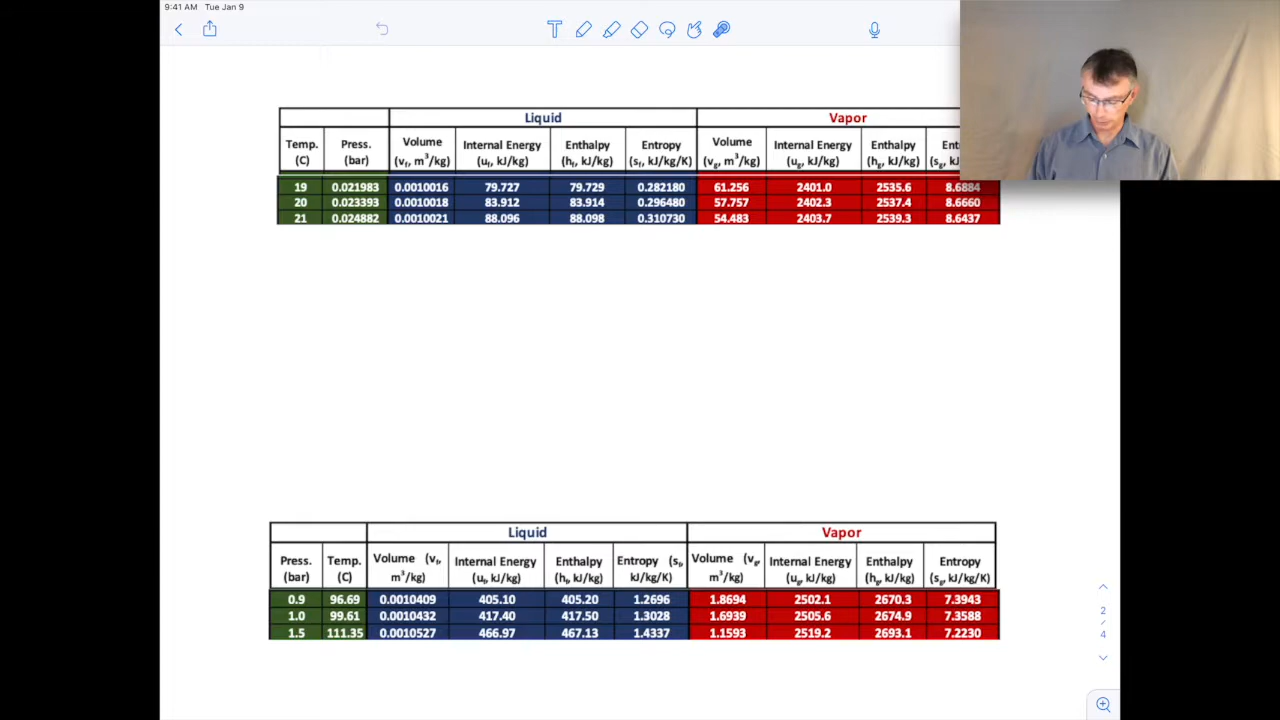 9:41 AM Tue Jan 9
Liquid Vapor
Temp. (C) Press. (bar) Volume (vf, m3/kg) Internal Energy (uf, kJ/kg) Enthalpy (hf, kJ/kg) Entropy (sf, kJ/kg/K) Volume (vg, m3/kg) Internal Energy (ug, kJ/kg) Enthalpy (hg, kJ/kg)
19 0.021983 0.0010016 79.727 79.729 0.282180 61.256 2401.0 2535.6 8.6884
20 0.023393 0.0010018 83.912 83.914 0.296480 57.757 2402.3 2537.4 8.6660
21 0.024882 0.0010021 88.096 88.098 0.310730 54.483 2403.7 2539.3 8.6437
Liquid Vapor
Press. (bar) Temp. (C) Volume (vf, m3/kg) Internal Energy (uf, kJ/kg) Enthalpy (hf, kJ/kg) Entropy (sf, kJ/kg/K) Volume (vg, m3/kg) Internal Energy (ug, kJ/kg) Enthalpy (hg, kJ/kg) Entropy (sg, kJ/kg/K)
0.9 96.69 0.0010409 405.10 405.20 1.2696 1.8694 2502.1 2670.3 7.3943
1.0 99.61 0.0010432 417.40 417.50 1.3028 1.6939 2505.6 2674.9 7.3588
1.5 111.35 0.0010527 466.97 467.13 1.4337 1.1593 2519.2 2693.1 7.2230
2
/
4